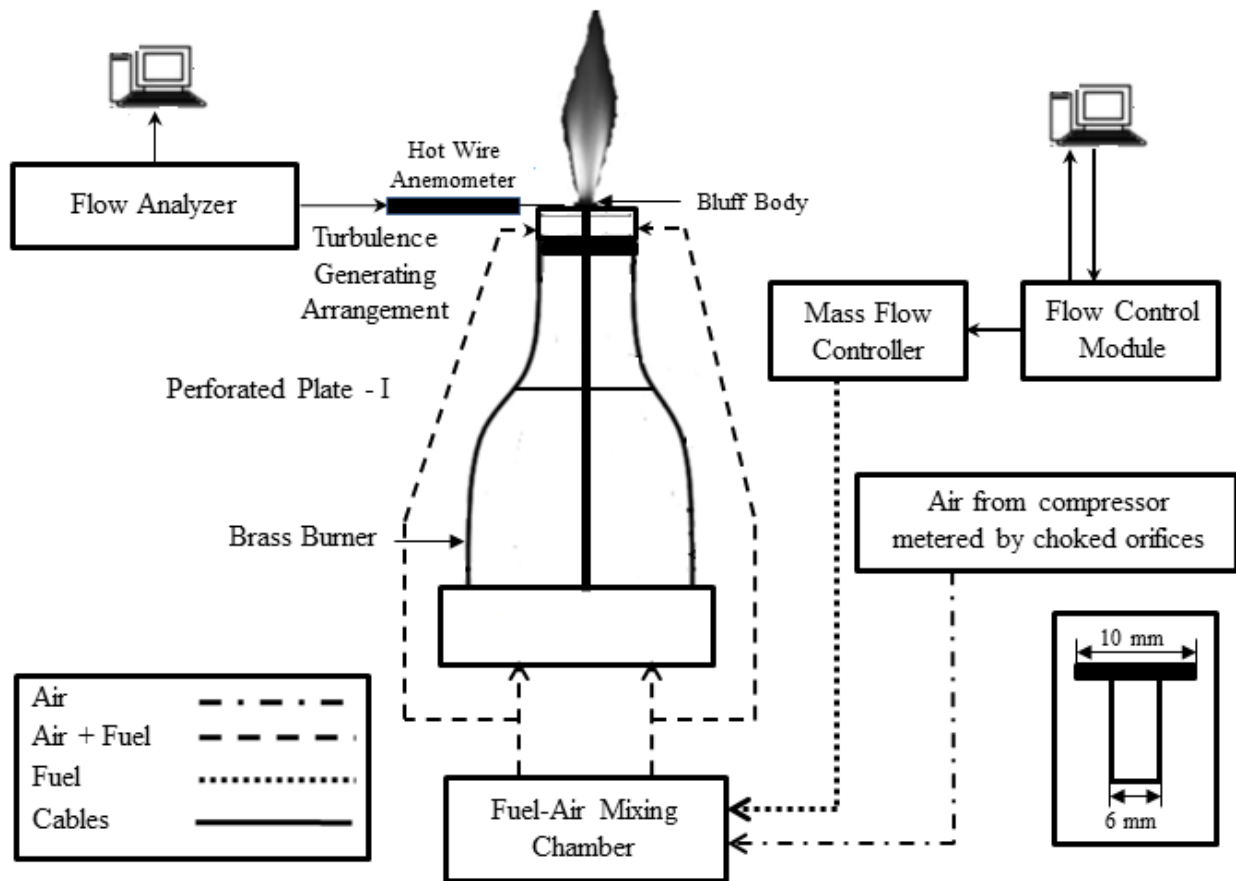 Hot Wire
Anemometer
Flow Analyzer
Bluff Body
Turbulence
Generating
Arrangement
Mass Flow
Controller
Flow Control
Module
Perforated Plate - I
Air from compressor
metered by choked orifices
Brass Burner
10 mm
6 mm
Air
Air + Fuel
Fuel
Cables
Fuel-Air Mixing
Chamber